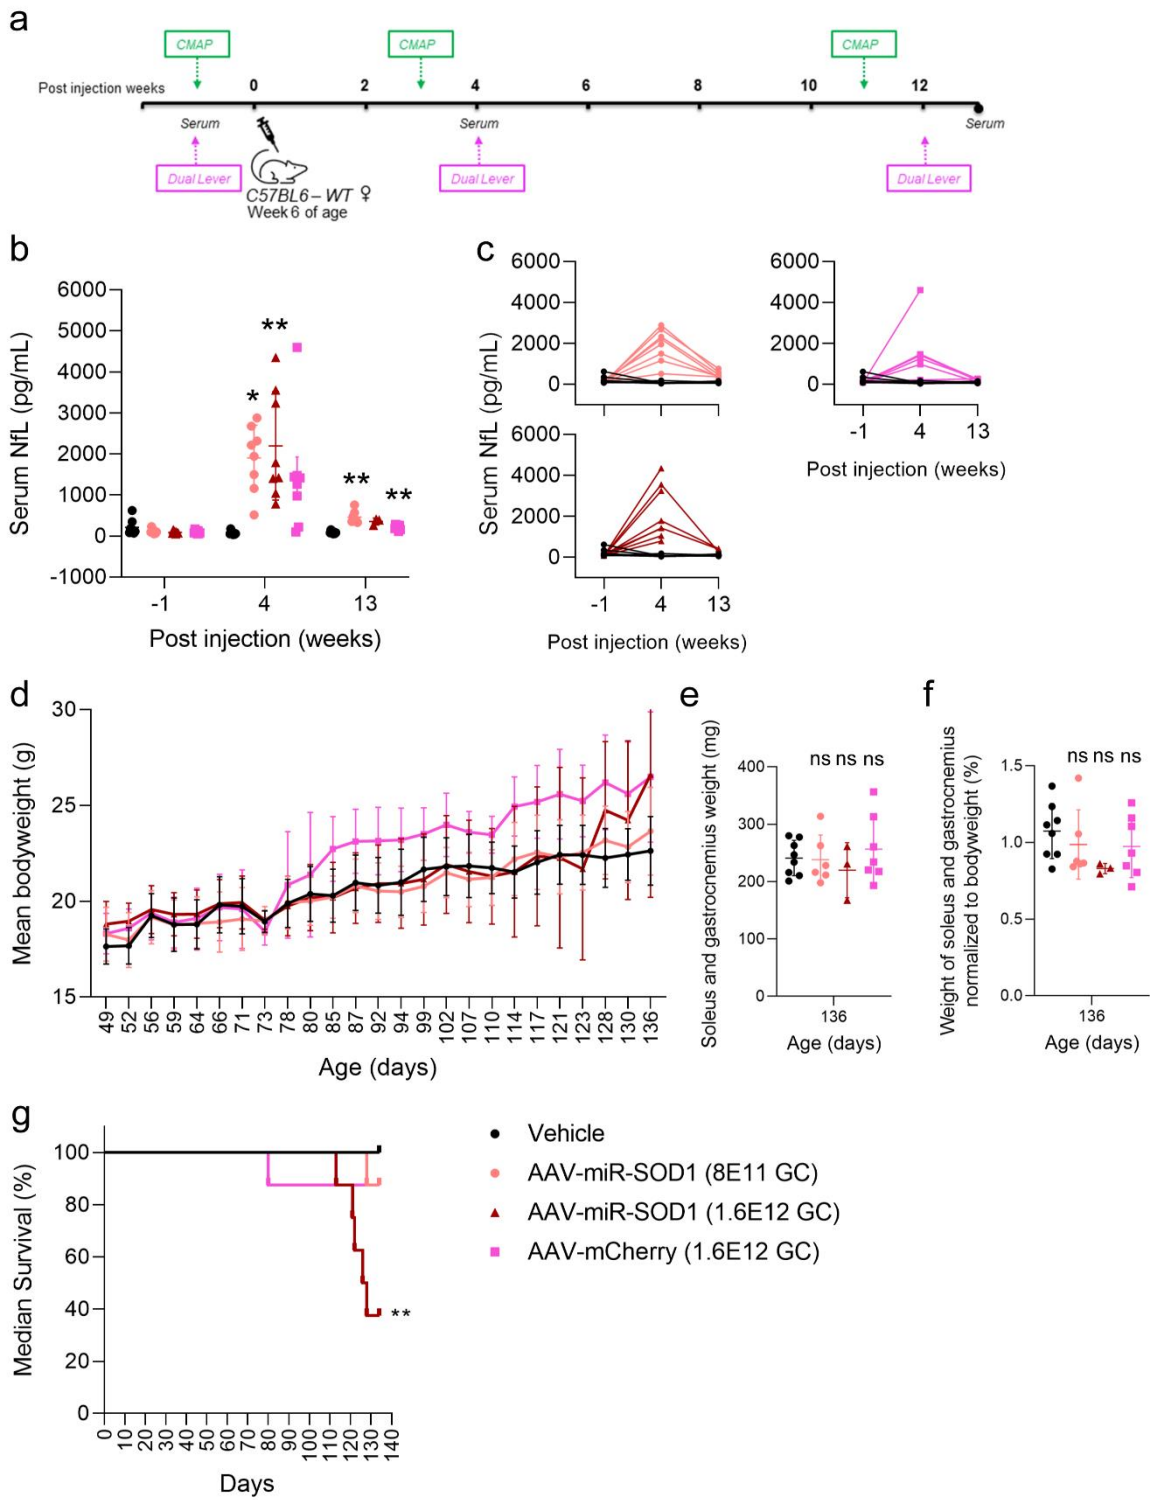 a
CMAP CMAP CMAP
Post injection weeks 0 2 4 6 8 10 12
Serum Serum Serum
Dual Lever Dual Lever Dual Lever
C57BL6 – WT ♀
Week 6 of age
b
Serum NfL (pg/mL)
6000
5000
4000
3000
2000
1000
0
-1000
*
**
**
**
-1 4 13
Post injection (weeks)
c
Serum NfL (pg/mL)
6000
4000
2000
0
-1 4 13
Post injection (weeks)
6000
4000
2000
0
6000
4000
2000
0
-1 4 13
Post injection (weeks)
d
Mean bodyweight (g)
30
25
20
15
49 52 56 59 64 66 71 73 78 80 85 87 92 94 99 102 107 110 114 117 121 123 128 130 136
Age (days)
e
Soleus and gastrocnemius weight (mg)
400
300
200
100
0
ns ns ns
136
Age (days)
f
Weight of soleus and gastrocnemius
normalized to bodyweight (%)
1.5
1.0
0.5
0.0
ns ns ns
136
Age (days)
g
Median Survival (%)
100
80
60
40
20
0
**
0 10 20 30 40 50 60 70 80 90 100 110 120 130 140
Days
Vehicle
AAV-miR-SOD1 (8E11 GC)
AAV-miR-SOD1 (1.6E12 GC)
AAV-mCherry (1.6E12 GC)